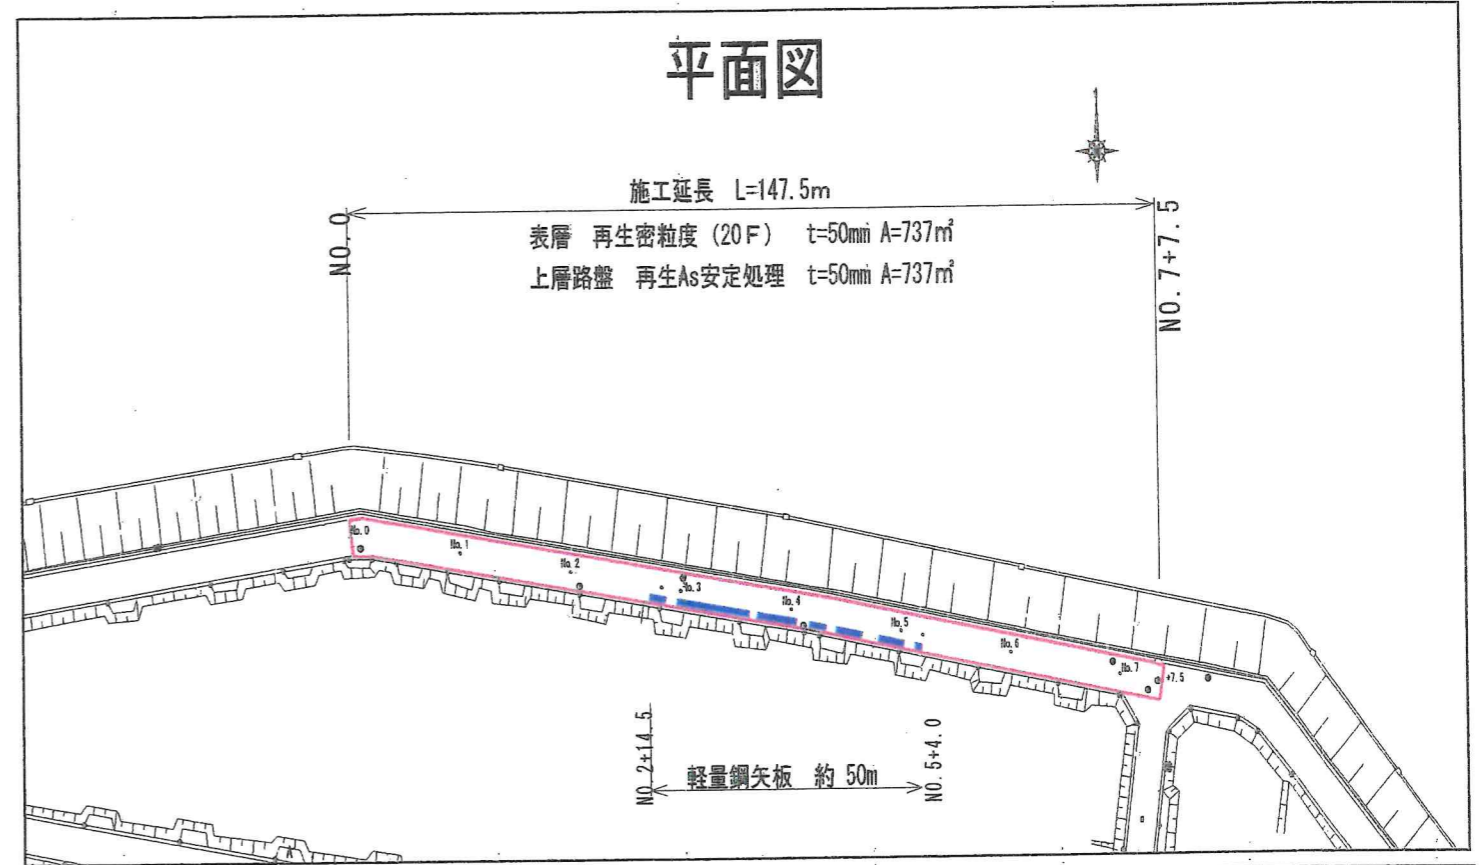 平面図
施工延長 L=147.5m
NO.0
NO.7+7.5
表層 再生密粒度(20F) t=50mm A=737㎡
上層路盤 再生As安定処理 t=50mm A=737㎡
No.0
No.1
No.2
No.3
No.4
No.5
No.6
No.7
+7.5
NO.2+14.5
軽量鋼矢板 約 50m
NO.5+4.0
A